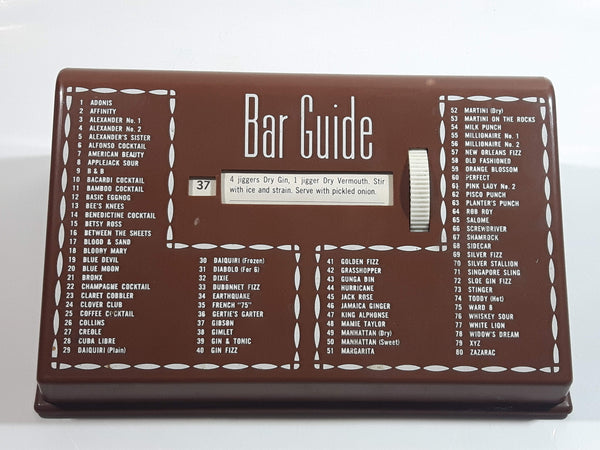 Bar Guide
37
4 jiggers Dry Gin, 1 jigger Dry Vermouth. Stir
with ice and strain. Serve with pickled onion.
1 ADONIS
2 AFFINITY
3 ALEXANDER No. 1
4 ALEXANDER No. 2
5 ALEXANDER'S SISTER
6 ALFONSO COCKTAIL
7 AMERICAN BEAUTY
8 APPLEJACK SOUR
9 B & B
10 BACARDI COCKTAIL
11 BAMBOO COCKTAIL
12 BASIC EGGNOG
13 BEE'S KNEES
14 BENEDICTINE COCKTAIL
15 BETSY ROSS
16 BETWEEN THE SHEETS
17 BLOOD & SAND
18 BLOODY MARY
19 BLUE DEVIL
20 BLUE MOON
21 BRONX
22 CHAMPAGNE COCKTAIL
23 CLARET COBBLER
24 CLOVER CLUB
25 COFFEE COCKTAIL
26 COLLINS
27 CREOLE
28 CUBA LIBRE
29 DAIQUIRI (Plain)
30 DAIQUIRI (Frozen)
31 DIABOLO (For 6)
32 DIXIE
33 DUBONNET FIZZ
34 EARTHQUAKE
35 FRENCH "75"
36 GERTIE'S GARTER
37 GIBSON
38 GIMLET
39 GIN & TONIC
40 GIN FIZZ
41 GOLDEN FIZZ
42 GRASSHOPPER
43 GUNGA DIN
44 HURRICANE
45 JACK ROSE
46 JAMAICA GINGER
47 KING ALPHONSE
48 MAMIE TAYLOR
49 MANHATTAN (Dry)
50 MANHATTAN (Sweet)
51 MARGARITA
52 MARTINI (Dry)
53 MARTINI ON THE ROCKS
54 MILK PUNCH
55 MILLIONAIRE No. 1
56 MILLIONAIRE No. 2
57 NEW ORLEANS FIZZ
58 OLD FASHIONED
59 ORANGE BLOSSOM
60 PERFECT
61 PINK LADY No. 2
62 PISCO PUNCH
63 PLANTER'S PUNCH
64 ROB ROY
65 SALOME
66 SCREWDRIVER
67 SHAMROCK
68 SIDECAR
69 SILVER FIZZ
70 SILVER STALLION
71 SINGAPORE SLING
72 SLOE GIN FIZZ
73 STINGER
74 TODDY (Hot)
75 WARD 8
76 WHISKEY SOUR
77 WHITE LION
78 WIDOW'S DREAM
79 XYZ
80 ZAZARAC